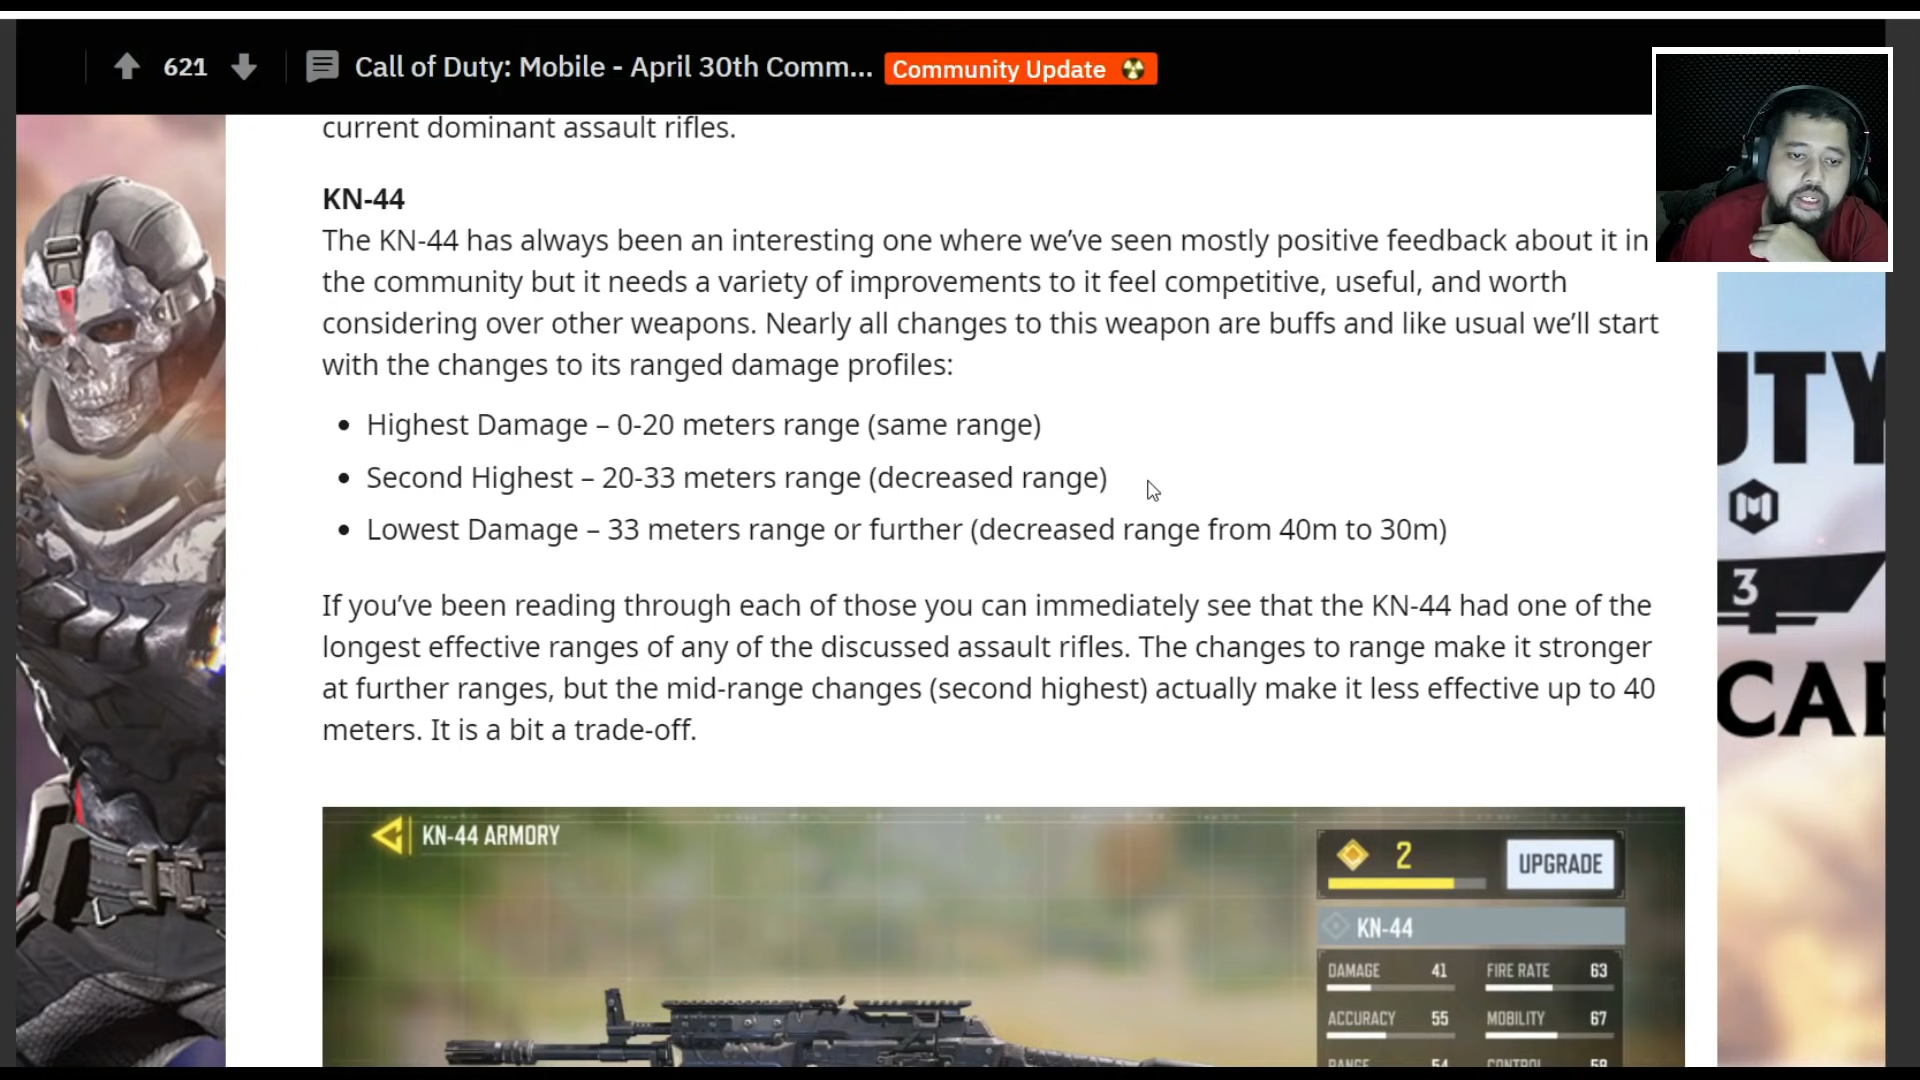 621
Call of Duty: Mobile - April 30th Comm...
Community Update
current dominant assault rifles.
KN-44
The KN-44 has always been an interesting one where we’ve seen mostly positive feedback about it in
the community but it needs a variety of improvements to it feel competitive, useful, and worth
considering over other weapons. Nearly all changes to this weapon are buffs and like usual we’ll start
with the changes to its ranged damage profiles:
• Highest Damage – 0-20 meters range (same range)
• Second Highest – 20-33 meters range (decreased range)
• Lowest Damage – 33 meters range or further (decreased range from 40m to 30m)
If you’ve been reading through each of those you can immediately see that the KN-44 had one of the
longest effective ranges of any of the discussed assault rifles. The changes to range make it stronger
at further ranges, but the mid-range changes (second highest) actually make it less effective up to 40
meters. It is a bit a trade-off.
KN-44 ARMORY
2
UPGRADE
KN-44
DAMAGE 41 FIRE RATE 63
ACCURACY 55 MOBILITY 67
RANGE 54 CONTROL
UTY
3
CAR